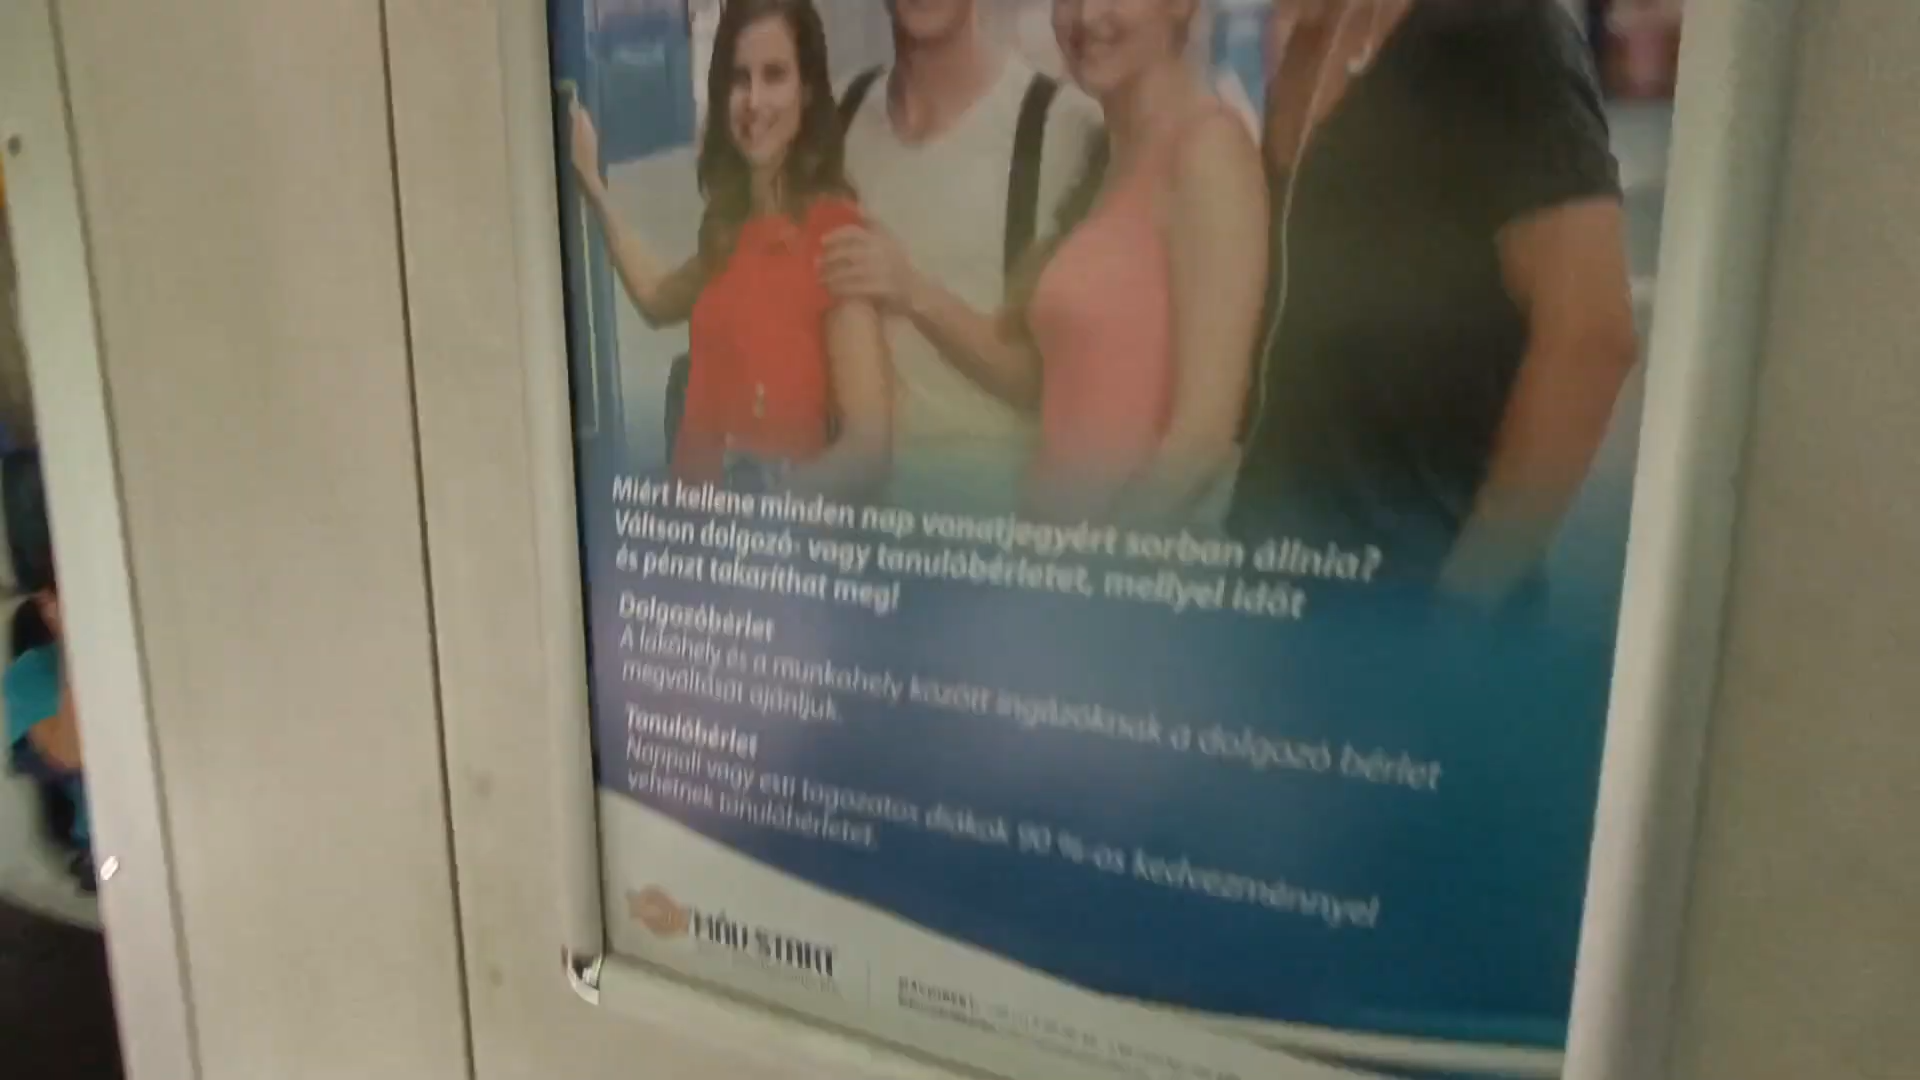 Miért kellene minden nap vonatjegyért sorban állnia?
Váltson dolgozó- vagy tanulóbérletet, mellyel időt
és pénzt takaríthat meg!
Dolgozóbérlet
A lakóhely és a munkahely között ingázóknak a dolgozó bérlet
megváltását ajánljuk.
Tanulóbérlet
Nappali vagy esti tagozatos diákok 90 %-os kedvezménnyel
vehetnek tanulóbérletet.
MÁV START